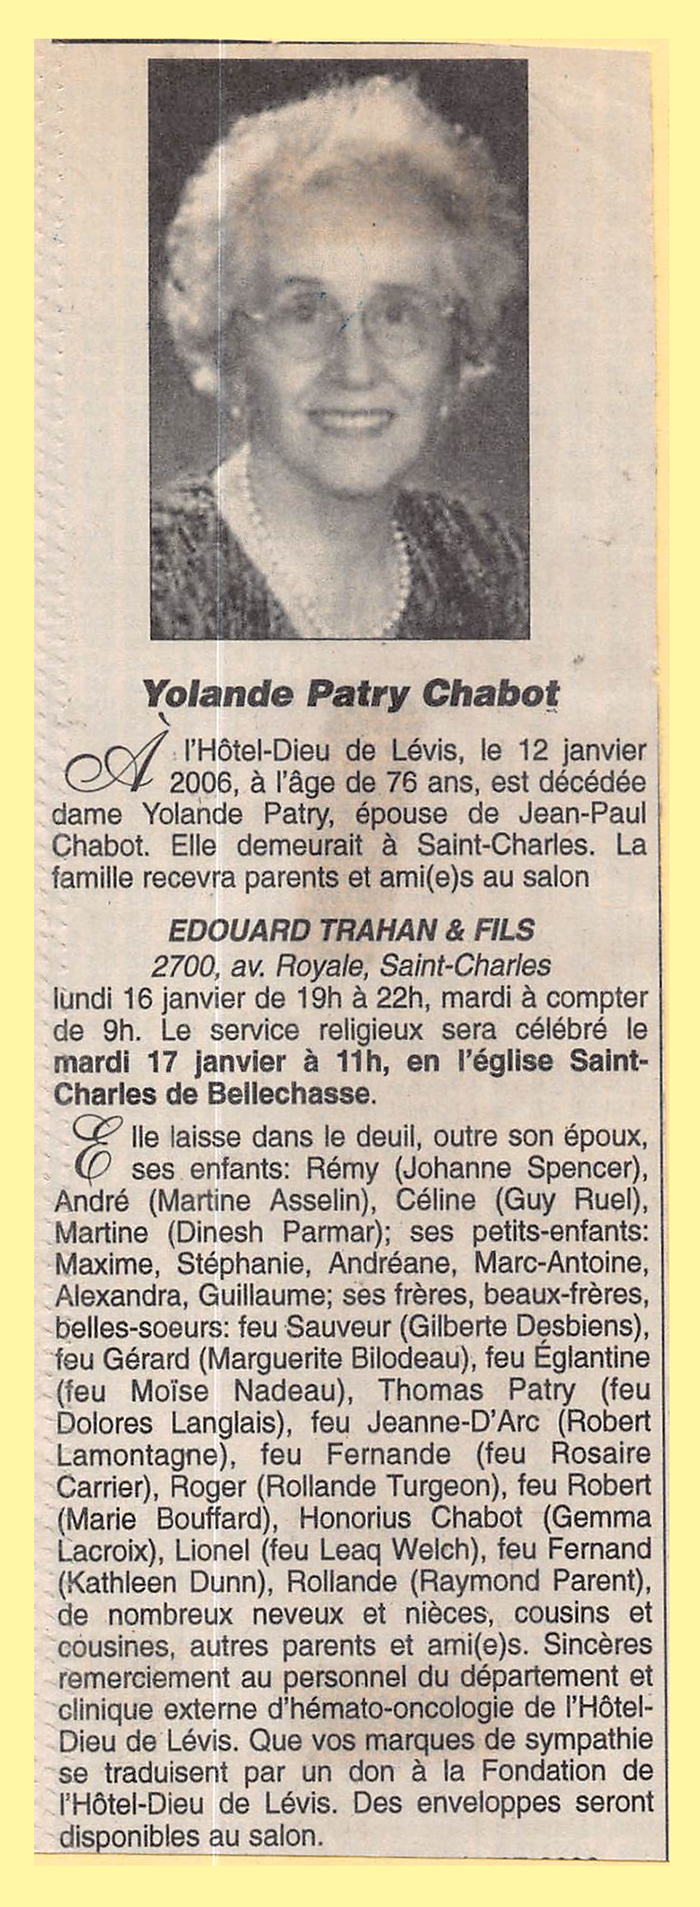 Yolande Patry Chabot
À l'Hôtel-Dieu de Lévis, le 12 janvier
2006, à l'âge de 76 ans, est décédée
dame Yolande Patry, épouse de Jean-Paul
Chabot. Elle demeurait à Saint-Charles. La
famille recevra parents et ami(e)s au salon
EDOUARD TRAHAN & FILS
2700, av. Royale, Saint-Charles
lundi 16 janvier de 19h à 22h, mardi à compter
de 9h. Le service religieux sera célébré le
mardi 17 janvier à 11h, en l'église Saint-
Charles de Bellechasse.
Elle laisse dans le deuil, outre son époux,
ses enfants: Rémy (Johanne Spencer),
André (Martine Asselin), Céline (Guy Ruel),
Martine (Dinesh Parmar); ses petits-enfants:
Maxime, Stéphanie, Andréane, Marc-Antoine,
Alexandra, Guillaume; ses frères, beaux-frères,
belles-soeurs: feu Sauveur (Gilberte Desbiens),
feu Gérard (Marguerite Bilodeau), feu Églantine
(feu Moïse Nadeau), Thomas Patry (feu
Dolores Langlais), feu Jeanne-D'Arc (Robert
Lamontagne), feu Fernande (feu Rosaire
Carrier), Roger (Rollande Turgeon), feu Robert
(Marie Bouffard), Honorius Chabot (Gemma
Lacroix), Lionel (feu Leaq Welch), feu Fernand
(Kathleen Dunn), Rollande (Raymond Parent),
de nombreux neveux et nièces, cousins et
cousines, autres parents et ami(e)s. Sincères
remerciement au personnel du département et
clinique externe d'hémato-oncologie de l'Hôtel-
Dieu de Lévis. Que vos marques de sympathie
se traduisent par un don à la Fondation de
l'Hôtel-Dieu de Lévis. Des enveloppes seront
disponibles au salon.